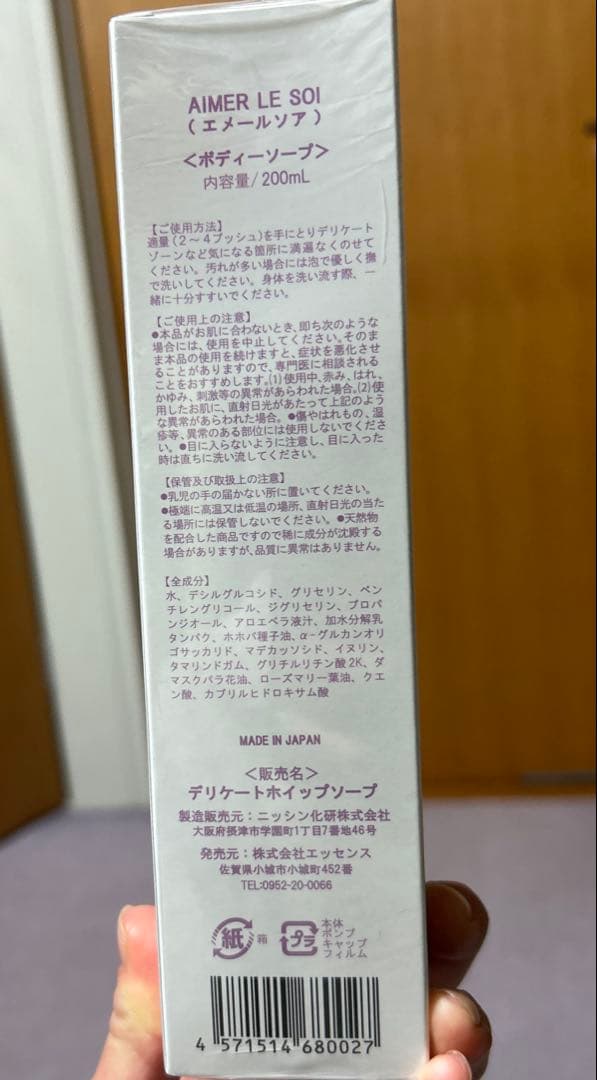 AIMER LE SOI
(エメールソア)
<ボディーソープ>
内容量/200mL
【ご使用方法】
適量(2～4プッシュ)を手にとりデリケート
ゾーンなど気になる箇所に満遍なくのせて
ください。汚れが多い場合には泡で優しく撫
で洗いしてください。身体を洗い流す際、一
緒に十分すすいでください。
【ご使用上の注意】
●本品がお肌に合わないとき、即ち次のような
場合には、使用を中止してください。そのま
ま本品の使用を続けますと、症状を悪化させ
ることがありますので、専門医に相談される
ことをおすすめします。(1)使用中、赤み、はれ、
かゆみ、刺激等の異常があらわれた場合。(2)使
用したお肌に、直射日光があたって上記のよう
な異常があらわれた場合。●傷やはれもの、湿
疹等、異常のある部位には使用しないでくださ
い。●目に入らないように注意し、目に入った
時は直ちに洗い流してください。
【保管及び取扱上の注意】
●乳児の手の届かない所に置いてください。
●極端に高温又は低温の場所、直射日光の当た
る場所には保管しないでください。●天然物
を配合した商品ですので稀に成分が沈殿する
場合がありますが、品質に異常はありません。
【全成分】
水、デシルグルコシド、グリセリン、ペン
チレングリコール、ジグリセリン、プロパ
ンジオール、アロエベラ液汁、加水分解乳
タンパク、ホホバ種子油、α-グルカンオリ
ゴサッカリド、マデカッソシド、イヌリン、
タマリンドガム、グリチルリチン酸2K、ダ
マスクバラ花油、ローズマリー葉油、クエ
ン酸、カプリルヒドロキサム酸
MADE IN JAPAN
<販売名>
デリケートホイップソープ
製造販売元:ニッシン化研株式会社
大阪府摂津市学園町1丁目7番地46号
発売元:株式会社エッセンス
佐賀県小城市小城町452番
TEL:0952-20-0066
紙 箱
プラ
本体
ポンプ
キャップ
フィルム
4 571514 680027